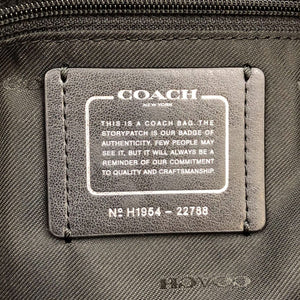 COACH
NEW YORK
THIS IS A COACH BAG. THE
STORYPATCH IS OUR BADGE OF
AUTHENTICITY. FEW PEOPLE MAY
SEE IT, BUT IT WILL ALWAYS BE A
REMINDER OF OUR COMMITMENT
TO QUALITY AND CRAFTSMANSHIP.
Nº H1954 - 22788
COACH